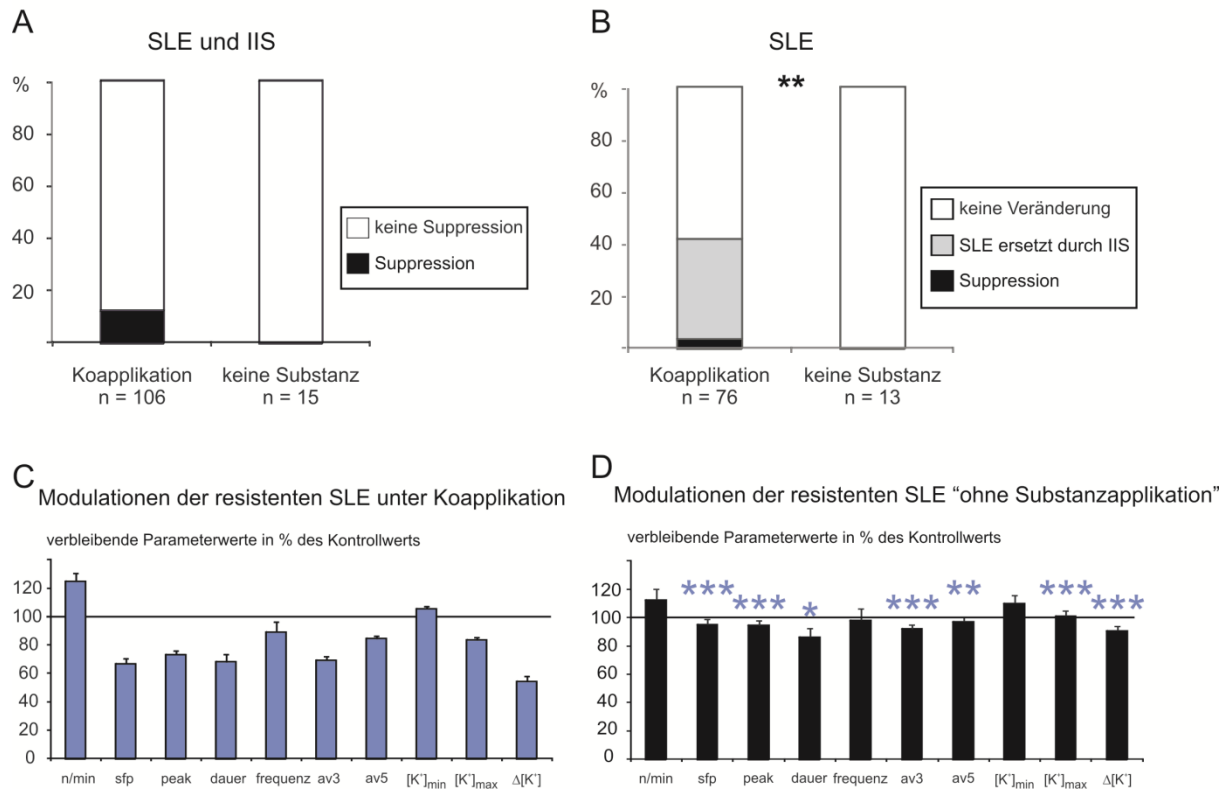 A
SLE und IIS
%
80
60
40
20
keine Suppression
Suppression
Koapplikation
n = 106
keine Substanz
n = 15
B
SLE
**
%
80
60
40
20
keine Veränderung
SLE ersetzt durch IIS
Suppression
Koapplikation
n = 76
keine Substanz
n = 13
C
Modulationen der resistenten SLE unter Koapplikation
verbleibende Parameterwerte in % des Kontrollwerts
120
100
80
60
40
20
0
n/min sfp peak dauer frequenz av3 av5 [K⁺]min [K⁺]max Δ[K⁺]
D
Modulationen der resistenten SLE "ohne Substanzapplikation"
verbleibende Parameterwerte in % des Kontrollwerts
*** *** * *** ** *** ***
120
100
80
60
40
20
0
n/min sfp peak dauer frequenz av3 av5 [K⁺]min [K⁺]max Δ[K⁺]